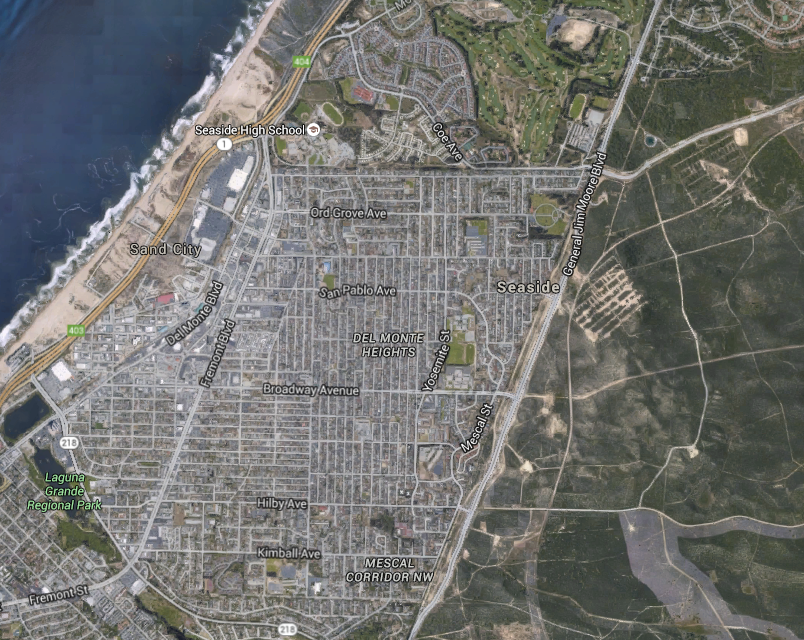 404
Seaside High School
1
Coe Ave
General Jim Moore Blvd
Ord Grove Ave
Sand City
Seaside
San Pablo Ave
Del Monte Blvd
Fremont Blvd
403
DEL MONTE
HEIGHTS
Yosemite St
Broadway Avenue
Mescal St
218
Laguna
Grande
Regional Park
Hilby Ave
Kimball Ave
MESCAL
CORRIDOR NW
Fremont St
218